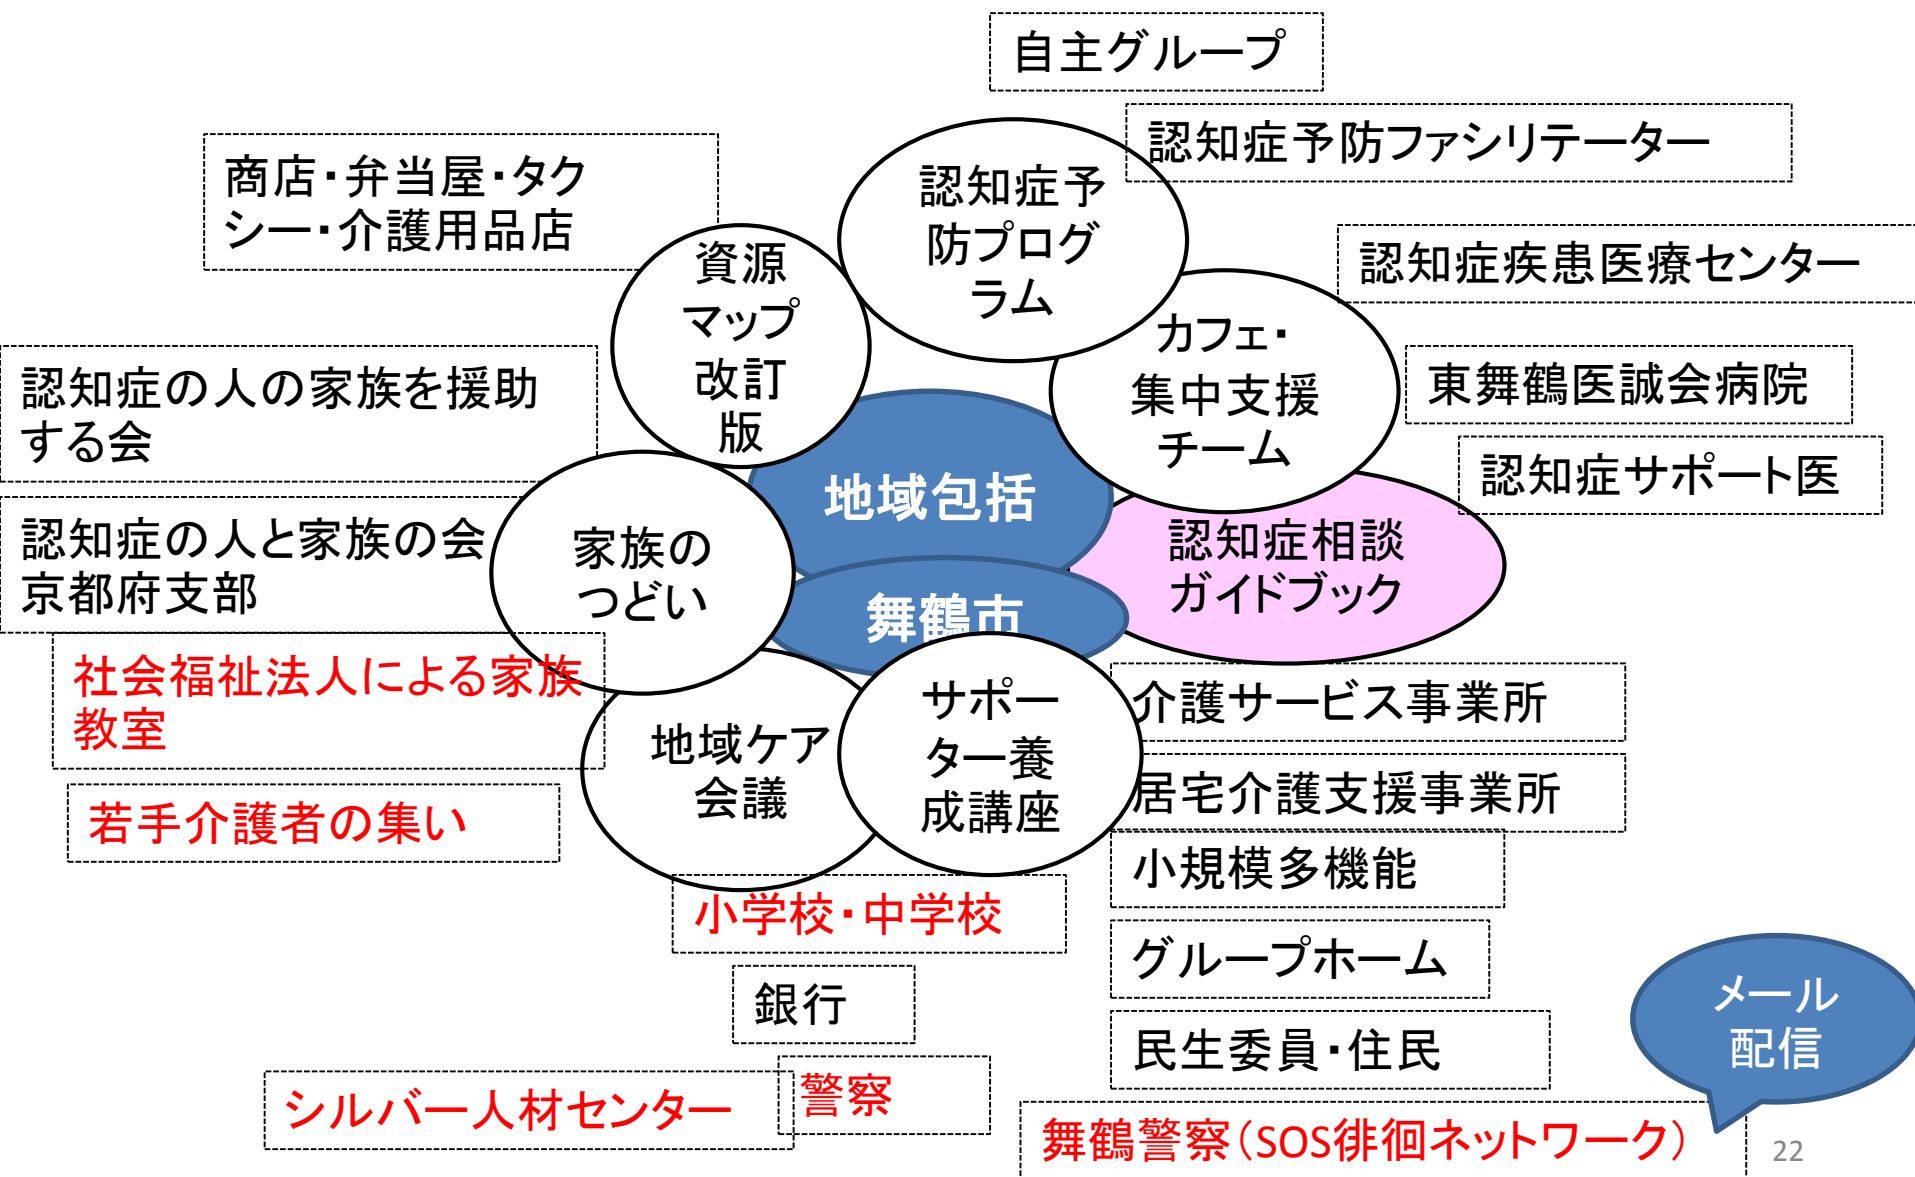 自主グループ
認知症予防ファシリテーター
商店・弁当屋・タク
シー・介護用品店
認知症予
防プログ
ラム
資源
マップ
改訂
版
認知症疾患医療センター
カフェ・
集中支援
チーム
認知症の人の家族を援助
する会
東舞鶴医誠会病院
認知症サポート医
地域包括
認知症の人と家族の会
京都府支部
家族の
つどい
認知症相談
ガイドブック
舞鶴市
社会福祉法人による家族
教室
地域ケア
会議
サポー
ター養
成講座
介護サービス事業所
居宅介護支援事業所
若手介護者の集い
小規模多機能
小学校・中学校
グループホーム
銀行
民生委員・住民
メール
配信
シルバー人材センター
警察
舞鶴警察（SOS徘徊ネットワーク）
22